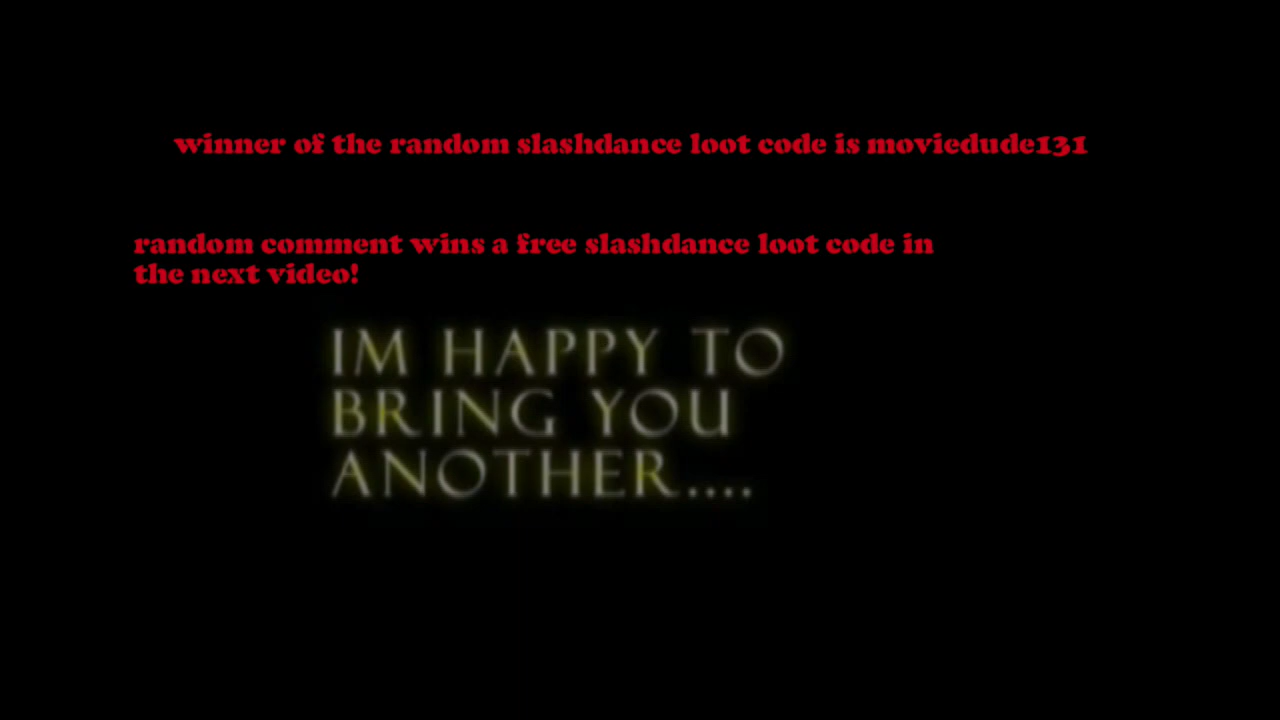 winner of the random slashdance loot code is moviedude131
random comment wins a free slashdance loot code in
the next video!
IM HAPPY TO
BRING YOU
ANOTHER....